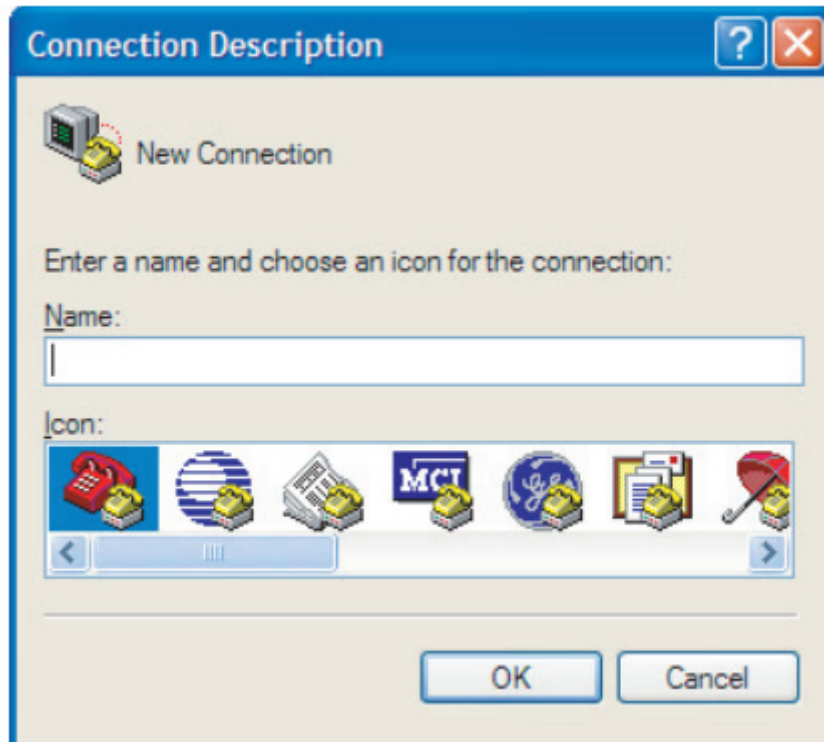 Connection Description
New Connection
Enter a name and choose an icon for the connection:
Name:
Icon:
MCI
OK
Cancel